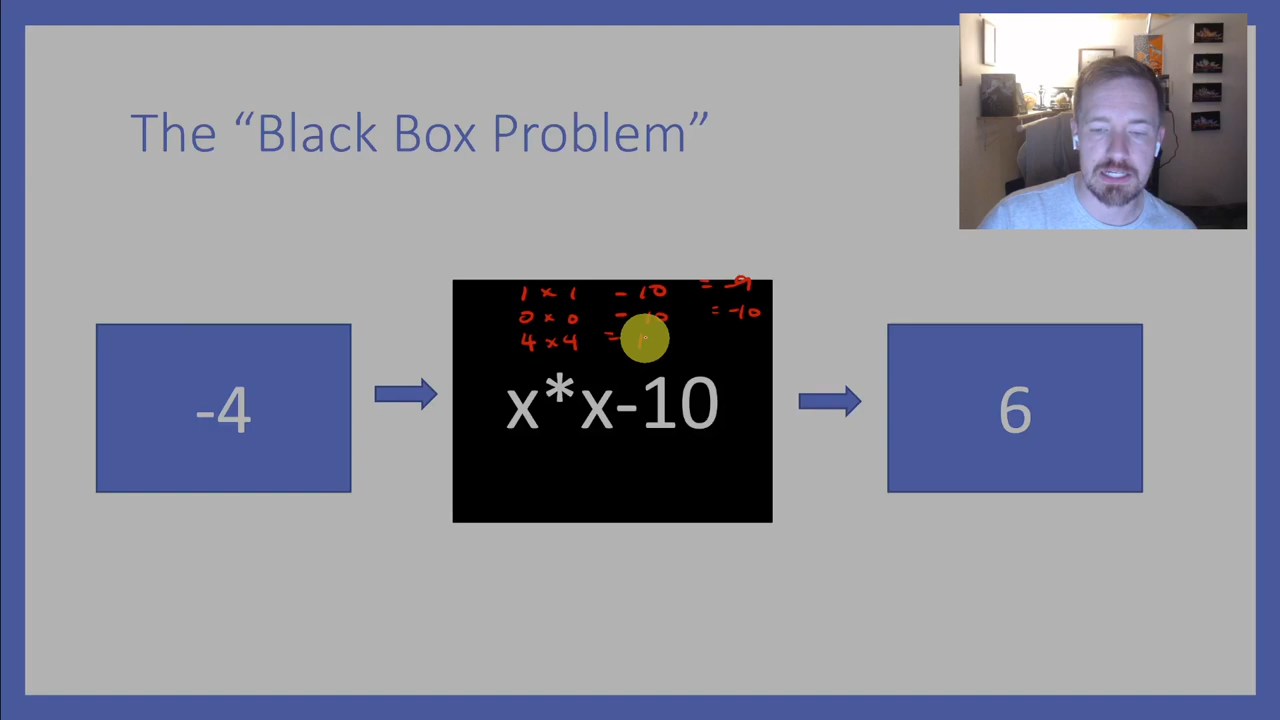 The “Black Box Problem”
1 x 1 - 10 = -9
0 x 0 - 10 = -10
4 x 4 =
-4
x*x-10
6